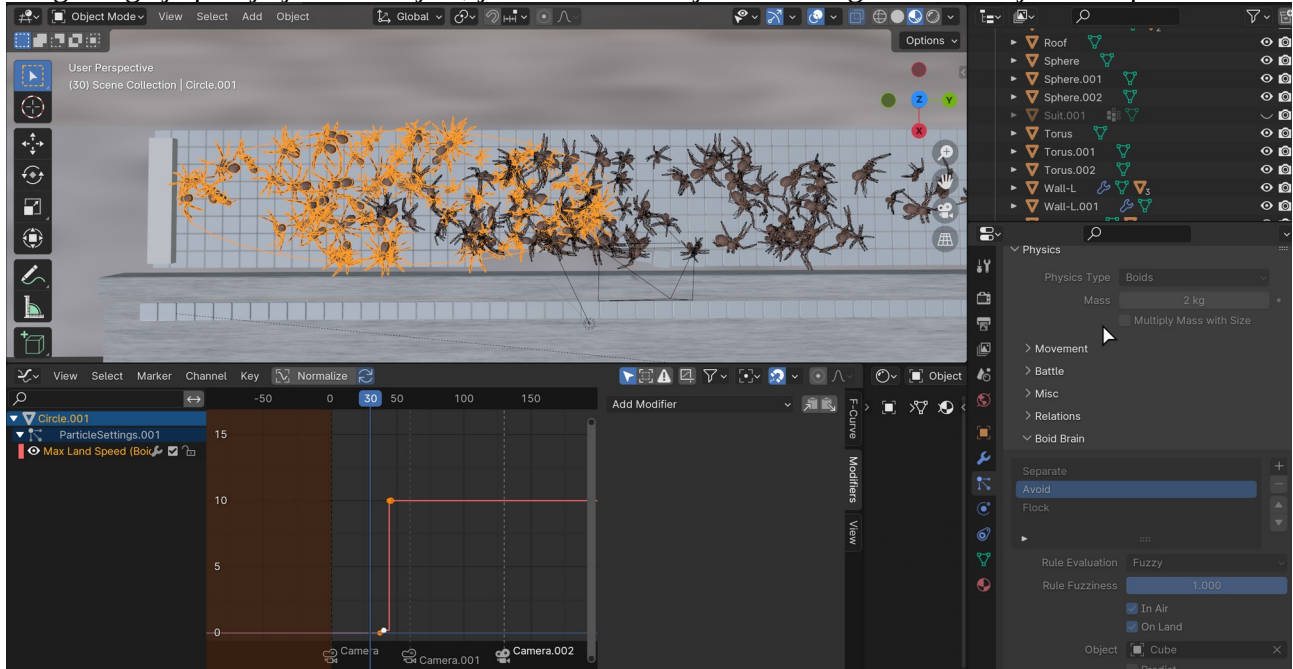 Object Mode View Select Add Object Global
Options
User Perspective
(30) Scene Collection | Circle.001
Z Y X
Roof
Sphere
Sphere.001
Sphere.002
Suit.001
Torus
Torus.001
Torus.002
Wall-L 3
Wall-L.001
Physics
Physics Type Boids
Mass 2 kg
Multiply Mass with Size
Movement
Battle
Misc
Relations
Boid Brain
Separate
Avoid
Flock
Rule Evaluation Fuzzy
Rule Fuzziness 1.000
In Air
On Land
Object Cube
Predict
View Select Marker Channel Key Normalize Object
-50 0 30 50 100 150
Circle.001
ParticleSettings.001
Max Land Speed (Boid
15
10
5
0
Camera Camera.001 Camera.002
Add Modifier
F-Curve
Modifiers
View